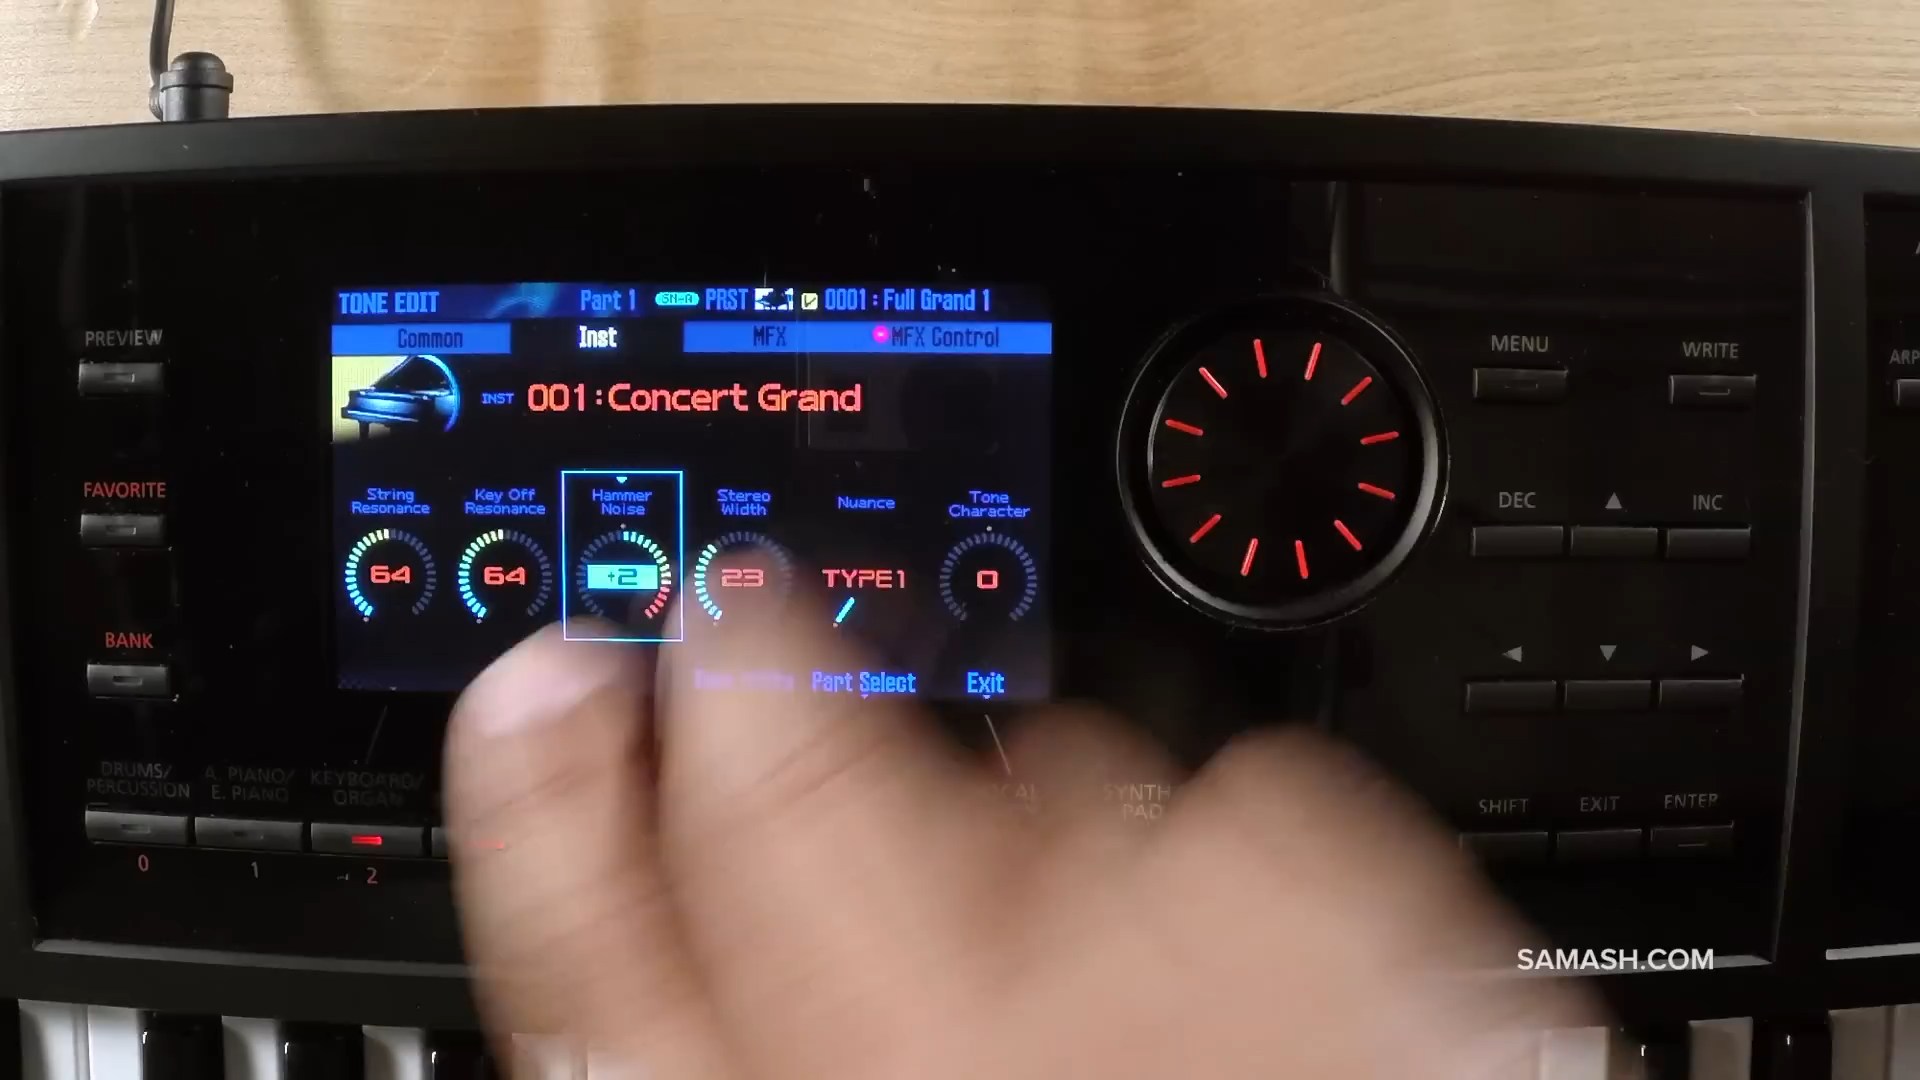 TONE EDIT Part 1 SN-A PRST 0001 : Full Grand 1
Common Inst MFX MFX Control
INST 001:Concert Grand
String Resonance
Key Off Resonance
Hammer Noise
Stereo Width
Nuance
Tone Character
64 64 +2 23 TYPE1 0
Part Select Exit
PREVIEW
FAVORITE
BANK
DRUMS/
PERCUSSION
A. PIANO/
E. PIANO
KEYBOARD/
ORGAN
SYNTH
PAD
0 1 2
MENU WRITE
DEC INC
SHIFT EXIT ENTER
ARP
SAMASH.COM